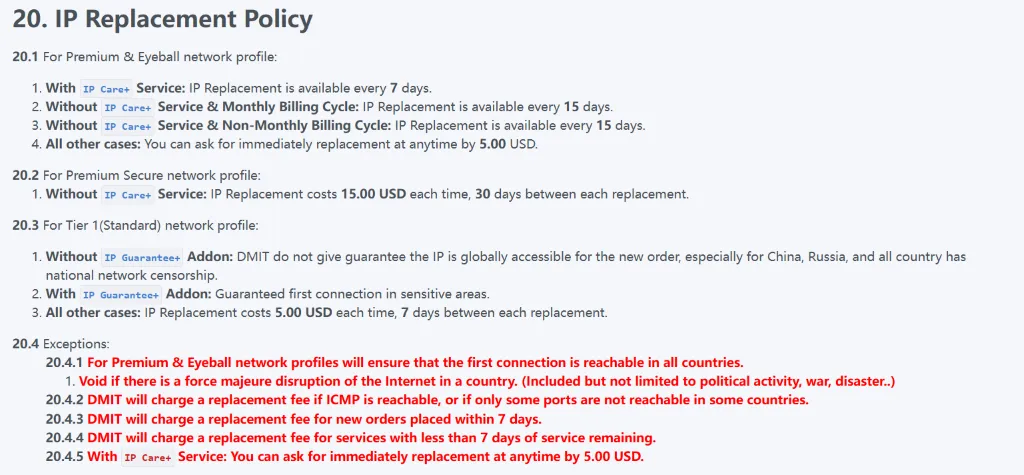 20. IP Replacement Policy
20.1 For Premium & Eyeball network profile:
1. With IP Care+ Service: IP Replacement is available every 7 days.
2. Without IP Care+ Service & Monthly Billing Cycle: IP Replacement is available every 15 days.
3. Without IP Care+ Service & Non-Monthly Billing Cycle: IP Replacement is available every 15 days.
4. All other cases: You can ask for immediately replacement at anytime by 5.00 USD.
20.2 For Premium Secure network profile:
1. Without IP Care+ Service: IP Replacement costs 15.00 USD each time, 30 days between each replacement.
20.3 For Tier 1(Standard) network profile:
1. Without IP Guarantee+ Addon: DMIT do not give guarantee the IP is globally accessible for the new order, especially for China, Russia, and all country has
national network censorship.
2. With IP Guarantee+ Addon: Guaranteed first connection in sensitive areas.
3. All other cases: IP Replacement costs 5.00 USD each time, 7 days between each replacement.
20.4 Exceptions:
20.4.1 For Premium & Eyeball network profiles will ensure that the first connection is reachable in all countries.
1. Void if there is a force majeure disruption of the Internet in a country. (Included but not limited to political activity, war, disaster..)
20.4.2 DMIT will charge a replacement fee if ICMP is reachable, or if only some ports are not reachable in some countries.
20.4.3 DMIT will charge a replacement fee for new orders placed within 7 days.
20.4.4 DMIT will charge a replacement fee for services with less than 7 days of service remaining.
20.4.5 With IP Care+ Service: You can ask for immediately replacement at anytime by 5.00 USD.